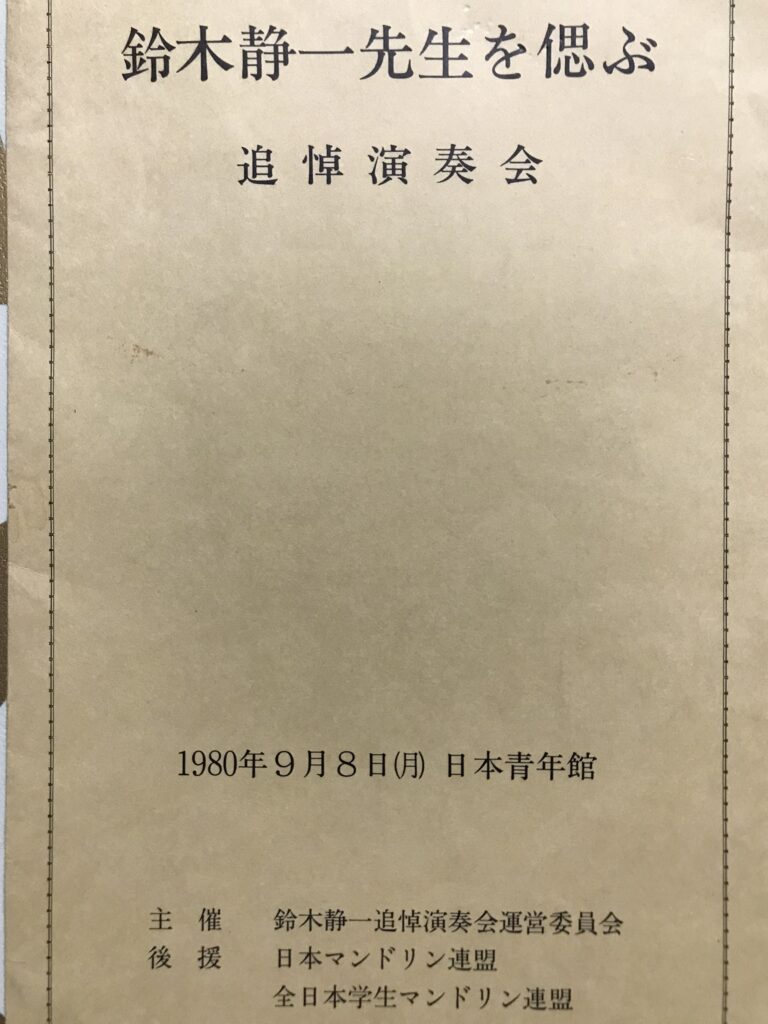 鈴木静一先生を偲ぶ
追悼演奏会
1980年9月8日(月) 日本青年館
主催 鈴木静一追悼演奏会運営委員会
後援 日本マンドリン連盟
全日本学生マンドリン連盟